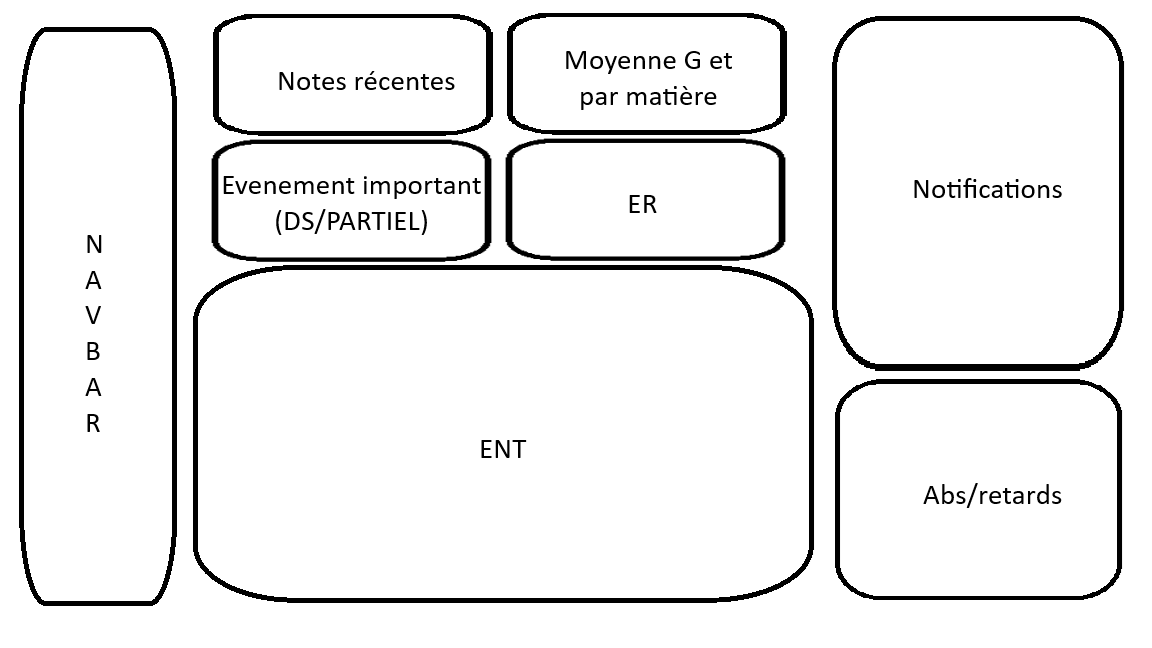 N
A
V
B
A
R
Notes récentes
Moyenne G et
par matière
Evenement important
(DS/PARTIEL)
ER
ENT
Notifications
Abs/retards